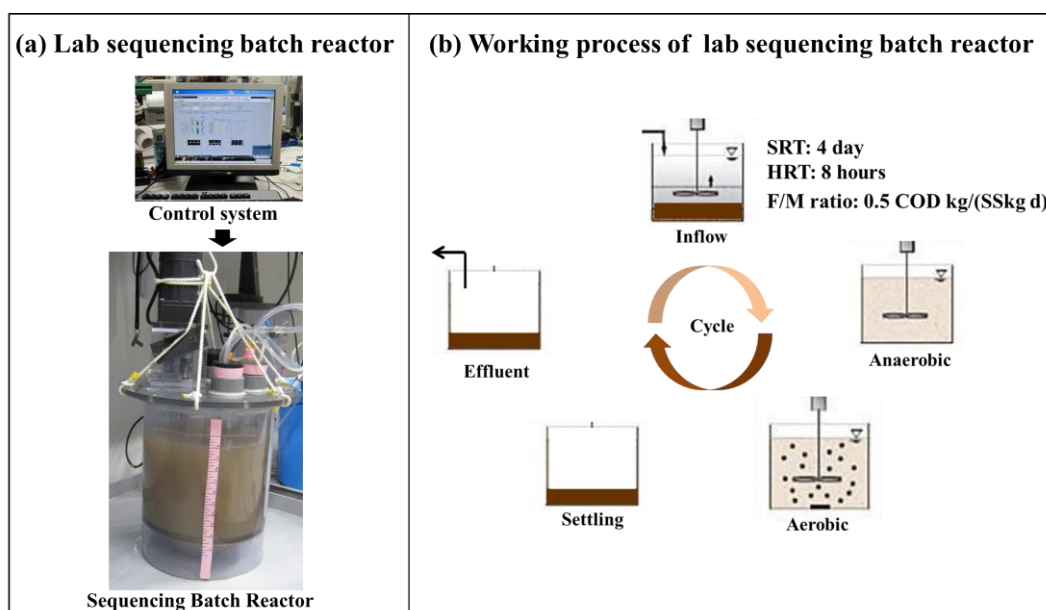 (a) Lab sequencing batch reactor
Control system
Sequencing Batch Reactor
(b) Working process of lab sequencing batch reactor
SRT: 4 day
HRT: 8 hours
F/M ratio: 0.5 COD kg/(SSkg d)
Inflow
Anaerobic
Aerobic
Settling
Effluent
Cycle